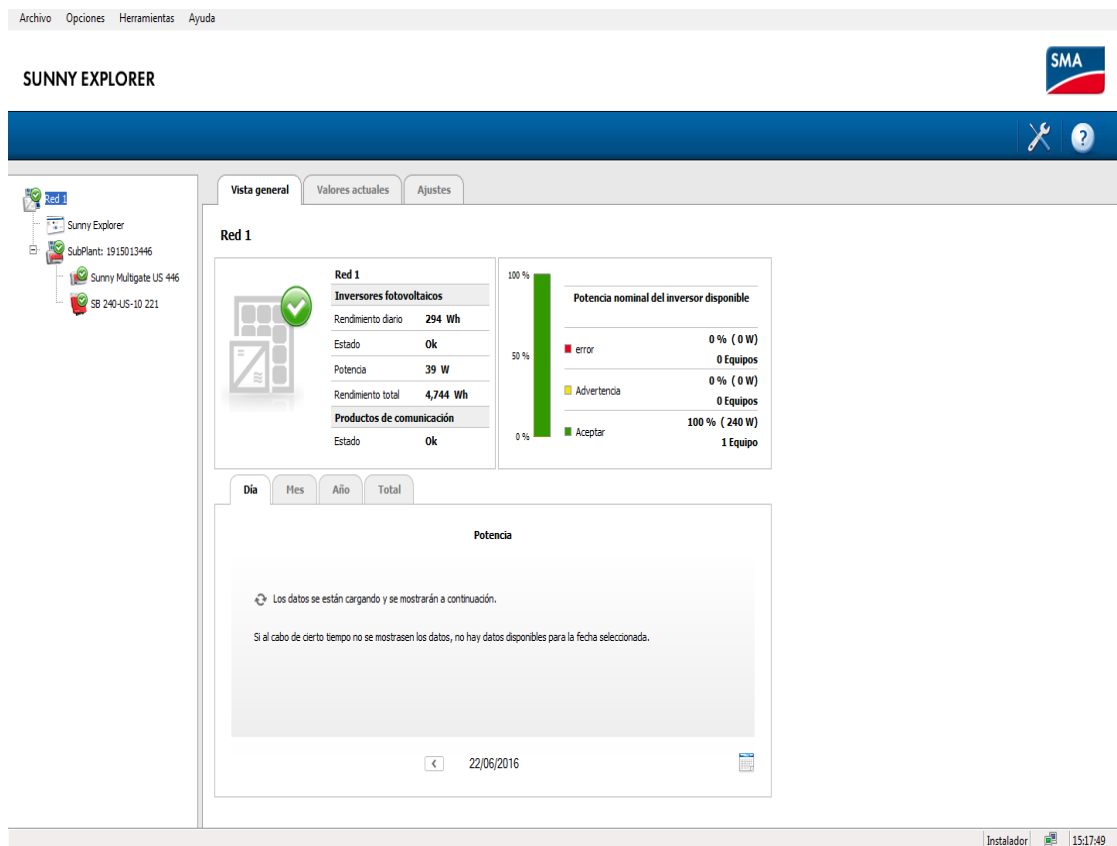 Archivo Opciones Herramientas Ayuda
SUNNY EXPLORER
SMA
?
Red 1
Sunny Explorer
SubPlant: 1915013446
Sunny Multigate US 446
SB 240-US-10 221
Vista general Valores actuales Ajustes
Red 1
Red 1
Inversores fotovoltaicos
Rendimiento diario 294 Wh
Estado Ok
Potencia 39 W
Rendimiento total 4,744 Wh
Productos de comunicación
Estado Ok
100 %
50 %
0 %
Potencia nominal del inversor disponible
error 0 % ( 0 W)
0 Equipos
Advertencia 0 % ( 0 W)
0 Equipos
Aceptar 100 % ( 240 W)
1 Equipo
Día Mes Año Total
Potencia
Los datos se están cargando y se mostrarán a continuación.
Si al cabo de cierto tiempo no se mostrasen los datos, no hay datos disponibles para la fecha seleccionada.
22/06/2016
Instalador 15:17:49